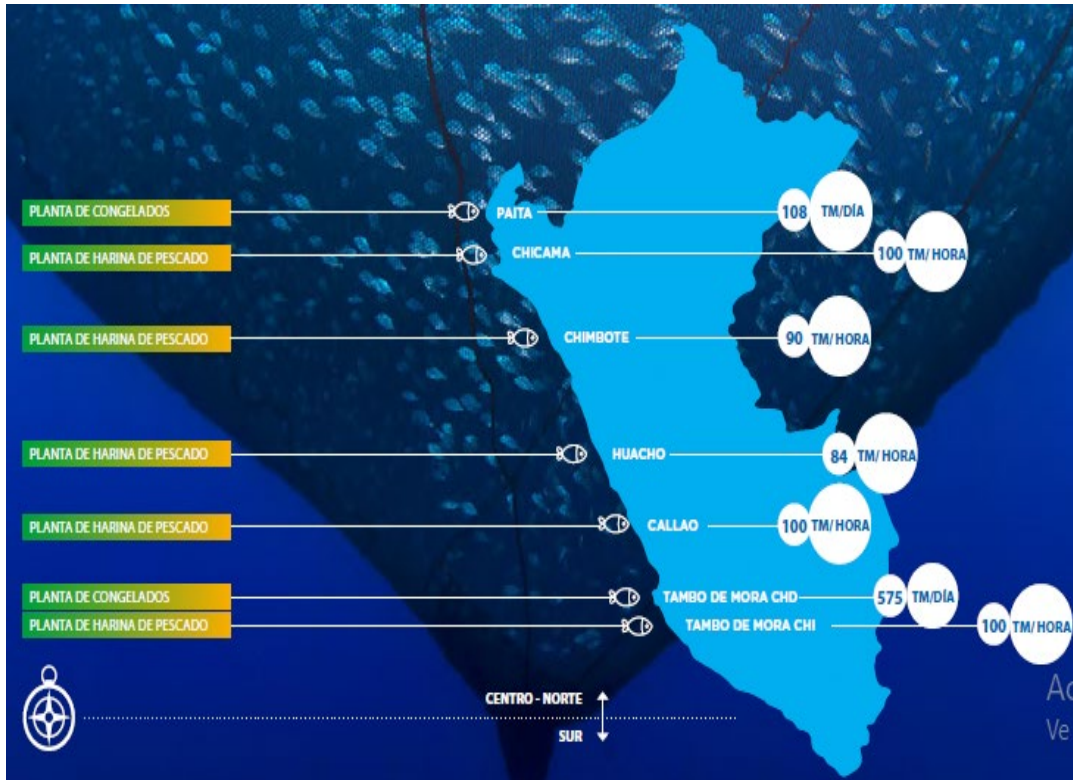 PLANTA DE CONGELADOS PAITA 108 TM/DÍA
PLANTA DE HARINA DE PESCADO CHICAMA 100 TM/ HORA
PLANTA DE HARINA DE PESCADO CHIMBOTE 90 TM/ HORA
PLANTA DE HARINA DE PESCADO HUACHO 84 TM/ HORA
PLANTA DE HARINA DE PESCADO CALLAO 100 TM/ HORA
PLANTA DE CONGELADOS TAMBO DE MORA CHD 575 TM/DÍA
PLANTA DE HARINA DE PESCADO TAMBO DE MORA CHI 100 TM/ HORA
CENTRO - NORTE
SUR
Ve